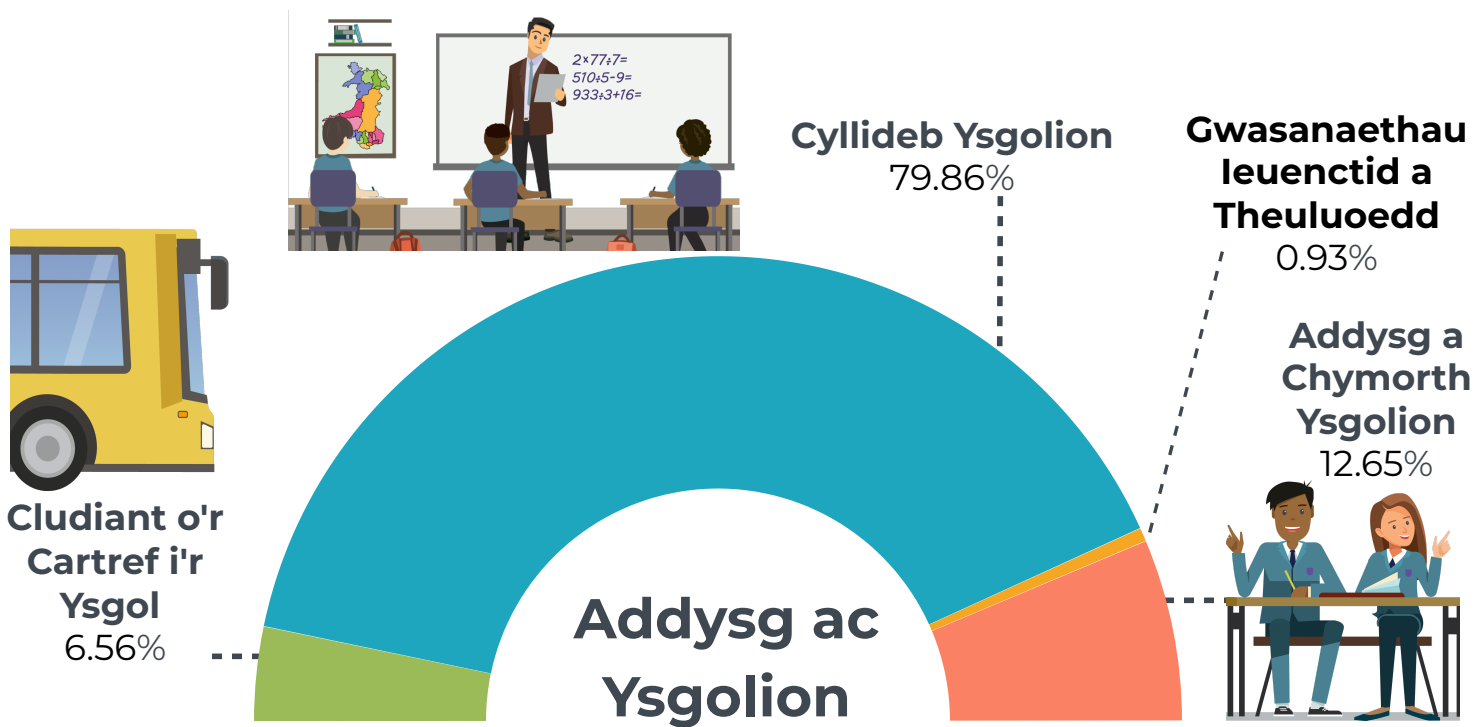 2×77÷7=
510÷5-9=
933÷3+16=
Cyllideb Ysgolion
79.86%
Gwasanaethau
Ieuenctid a
Theuluoedd
0.93%
Addysg a
Chymorth
Ysgolion
12.65%
Cludiant o'r
Cartref i'r
Ysgol
6.56%
Addysg ac
Ysgolion